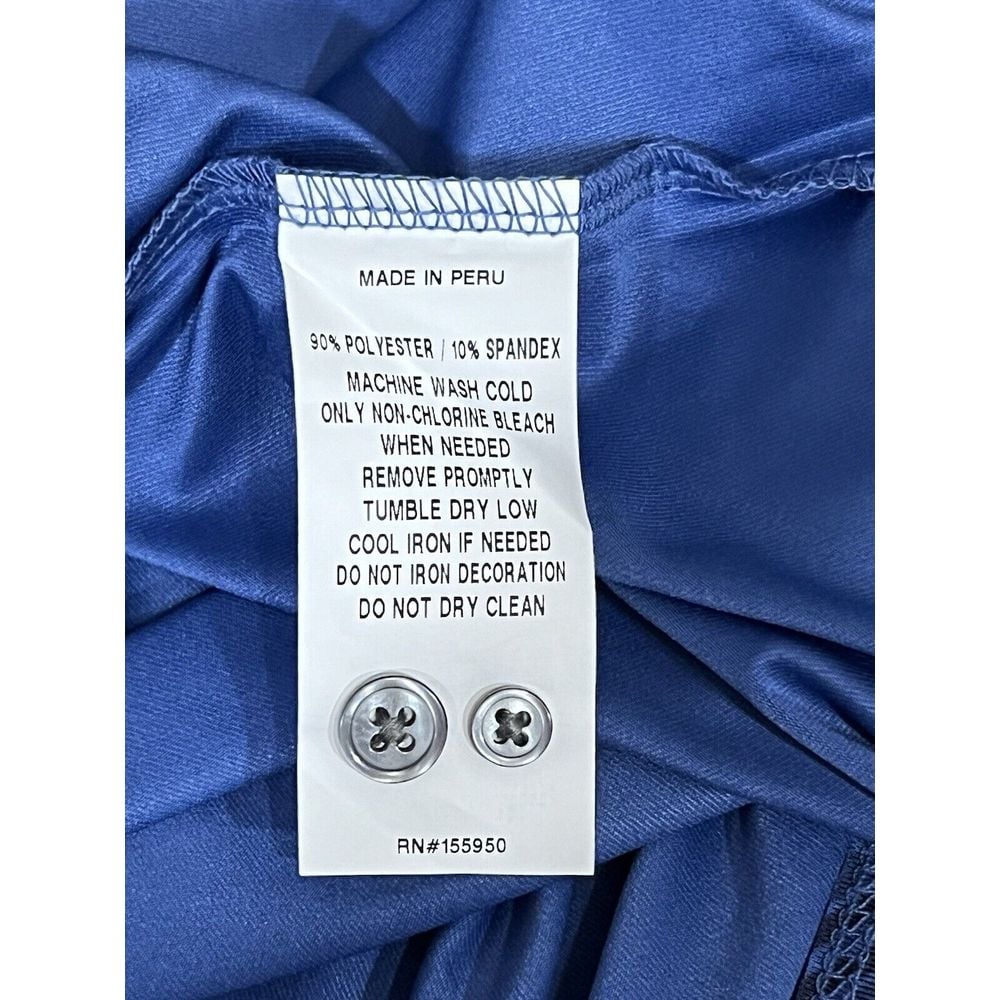 MADE IN PERU
90% POLYESTER / 10% SPANDEX
MACHINE WASH COLD
ONLY NON-CHLORINE BLEACH
WHEN NEEDED
REMOVE PROMPTLY
TUMBLE DRY LOW
COOL IRON IF NEEDED
DO NOT IRON DECORATION
DO NOT DRY CLEAN
RN#155950